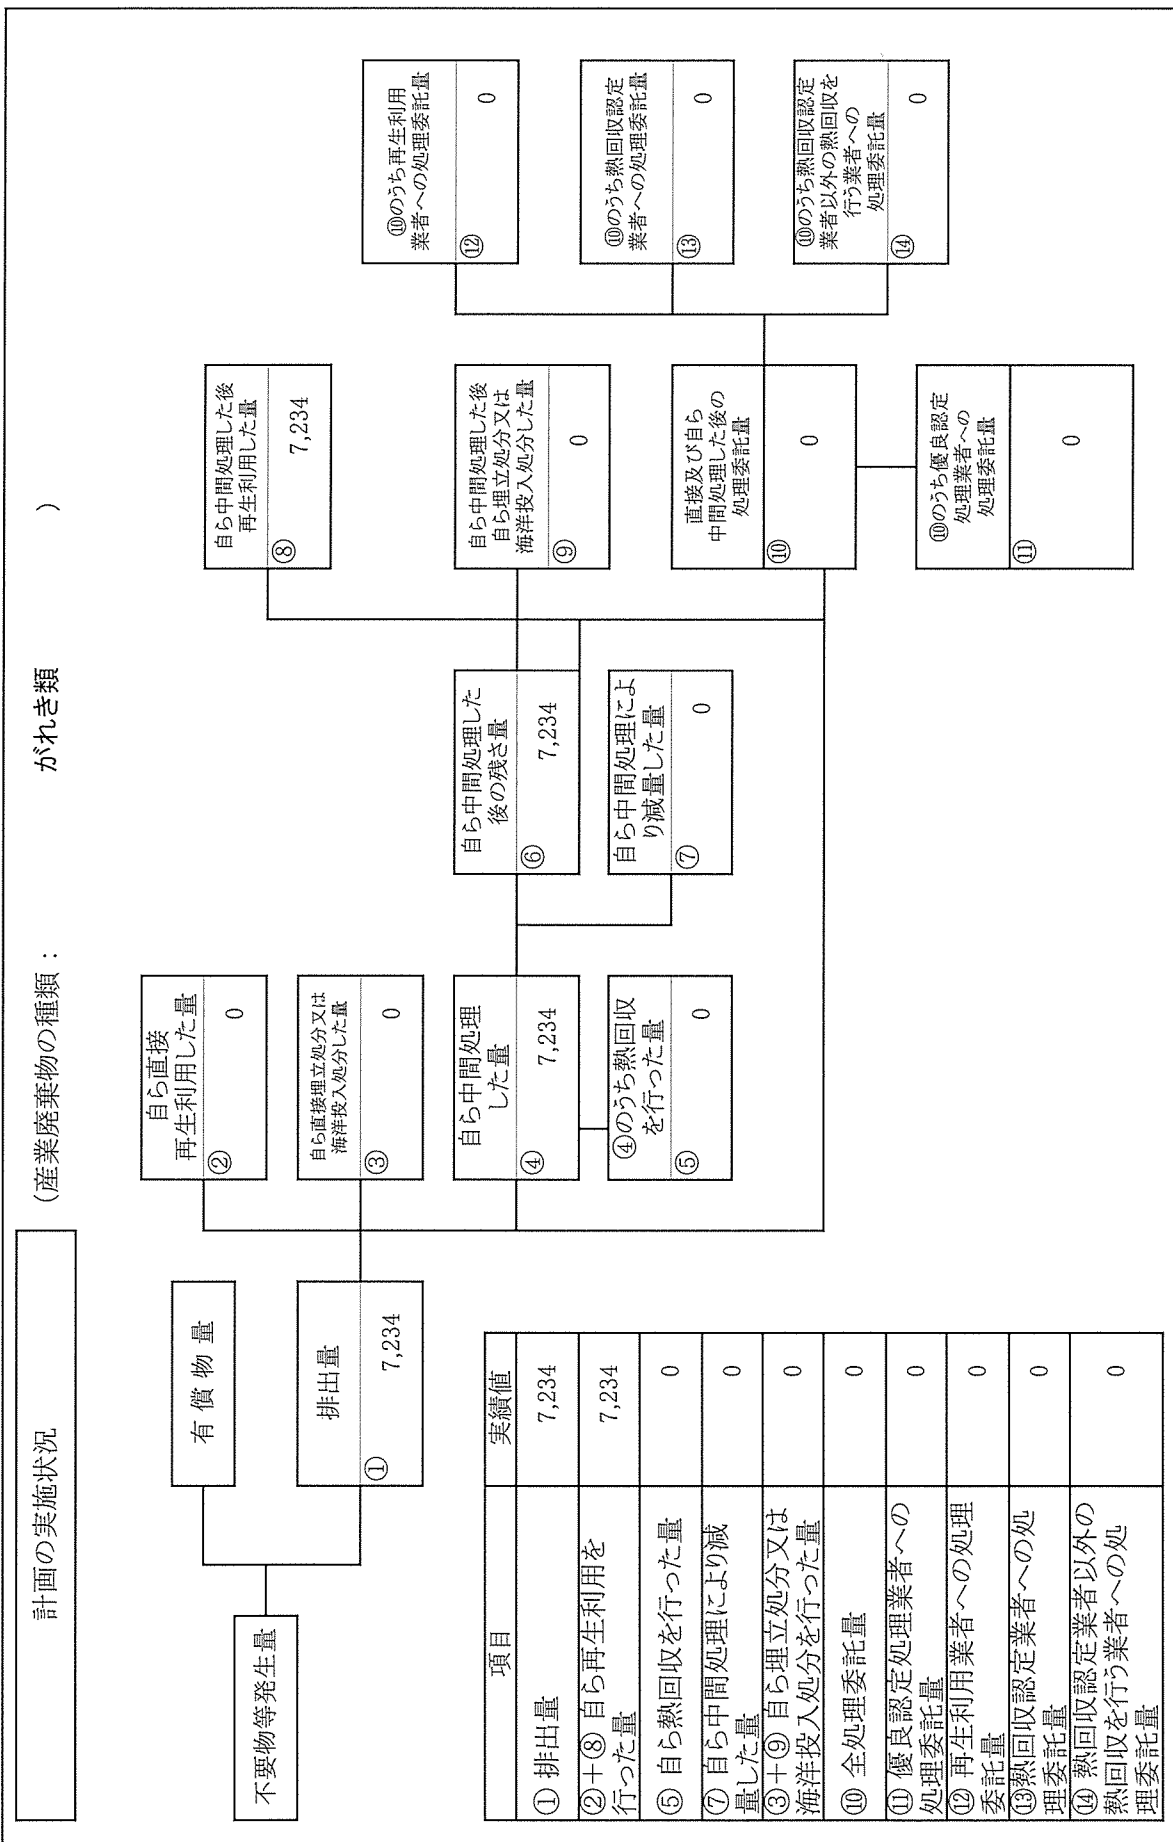 計画の実施状況
(産業廃棄物の種類:
がれき類
)
不要物等発生量
有償物量
排出量
①
7,234
自ら直接
再生利用した量
②
0
自ら直接埋立処分又は
海洋投入処分した量
③
0
自ら中間処理
した量
④
7,234
④のうち熱回収
を行った量
⑤
0
自ら中間処理した
後の残さ量
⑥
7,234
自ら中間処理によ
り減量した量
⑦
0
自ら中間処理した後
再生利用した量
⑧
7,234
自ら中間処理した後
自ら埋立処分又は
海洋投入処分した量
⑨
0
直接及び自ら
中間処理した後の
処理委託量
⑩
0
⑩のうち優良認定
処理業者への
処理委託量
⑪
0
⑩のうち再生利用
業者への処理委託量
⑫
0
⑩のうち熱回収認定
業者への処理委託量
⑬
0
⑩のうち熱回収認定
業者以外の熱回収を
行う業者への
処理委託量
⑭
0
項目
実績値
① 排出量
7,234
②+⑧ 自ら再生利用を
行った量
7,234
⑤ 自ら熱回収を行った量
0
⑦ 自ら中間処理により減
量した量
0
③+⑨ 自ら埋立処分又は
海洋投入処分を行った量
0
⑩ 全処理委託量
0
⑪ 優良認定処理業者への
処理委託量
0
⑫ 再生利用業者への処理
委託量
0
⑬熱回収認定業者への処
理委託量
0
⑭ 熱回収認定業者以外の
熱回収を行う業者への処
理委託量
0